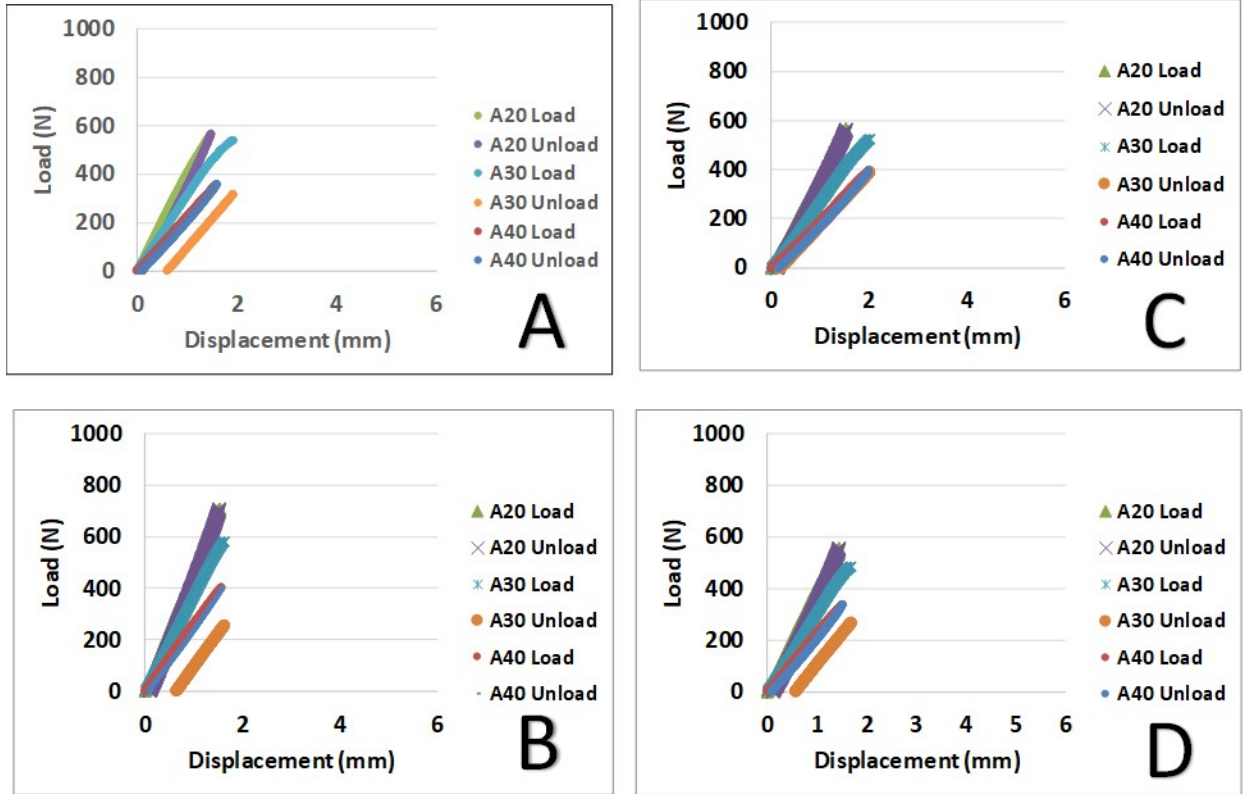 1000
800
600
400
200
0
Load (N)
0 2 4 6
Displacement (mm)
A20 Load
A20 Unload
A30 Load
A30 Unload
A40 Load
A40 Unload
A
1000
800
600
400
200
0
Load (N)
0 2 4 6
Displacement (mm)
A20 Load
A20 Unload
A30 Load
A30 Unload
A40 Load
A40 Unload
C
1000
800
600
400
200
0
Load (N)
0 2 4 6
Displacement (mm)
A20 Load
A20 Unload
A30 Load
A30 Unload
A40 Load
A40 Unload
B
1000
800
600
400
200
0
Load (N)
0 1 2 3 4 5 6
Displacement (mm)
A20 Load
A20 Unload
A30 Load
A30 Unload
A40 Load
A40 Unload
D